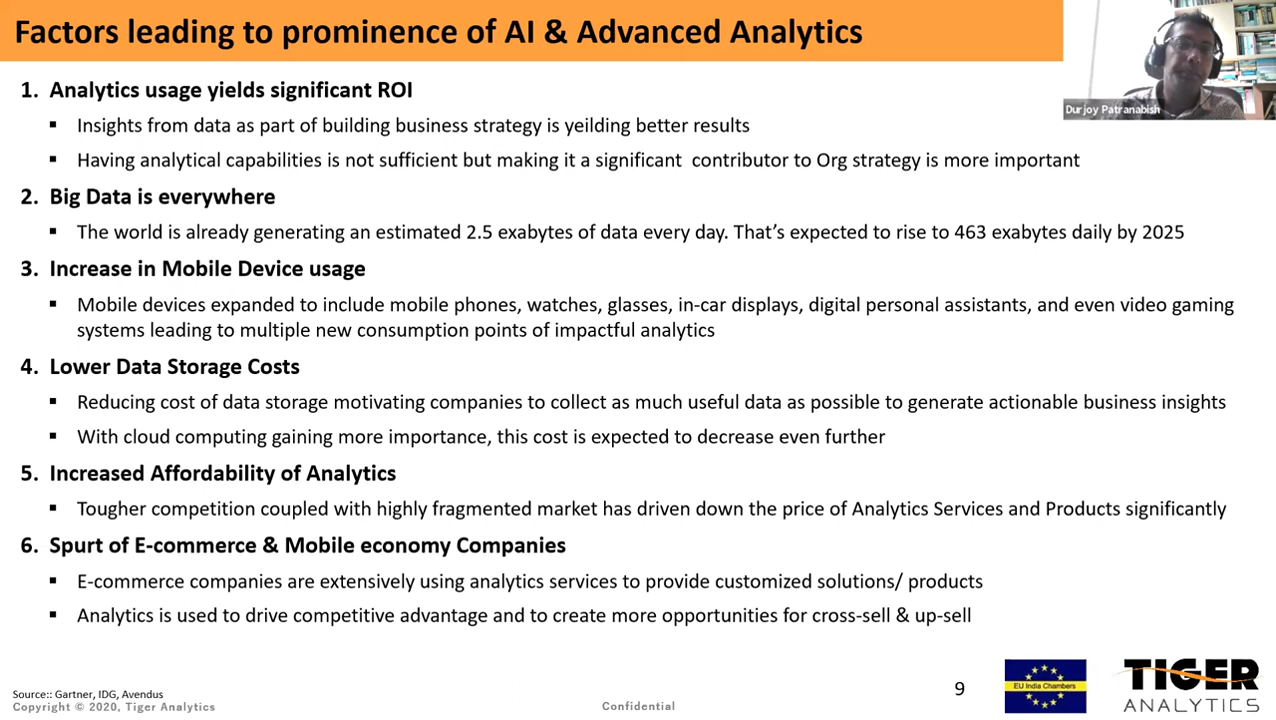 Factors leading to prominence of AI & Advanced Analytics
Durjoy Patranabish
1. Analytics usage yields significant ROI
▪ Insights from data as part of building business strategy is yeilding better results
▪ Having analytical capabilities is not sufficient but making it a significant contributor to Org strategy is more important
2. Big Data is everywhere
▪ The world is already generating an estimated 2.5 exabytes of data every day. That's expected to rise to 463 exabytes daily by 2025
3. Increase in Mobile Device usage
▪ Mobile devices expanded to include mobile phones, watches, glasses, in-car displays, digital personal assistants, and even video gaming
systems leading to multiple new consumption points of impactful analytics
4. Lower Data Storage Costs
▪ Reducing cost of data storage motivating companies to collect as much useful data as possible to generate actionable business insights
▪ With cloud computing gaining more importance, this cost is expected to decrease even further
5. Increased Affordability of Analytics
▪ Tougher competition coupled with highly fragmented market has driven down the price of Analytics Services and Products significantly
6. Spurt of E-commerce & Mobile economy Companies
▪ E-commerce companies are extensively using analytics services to provide customized solutions/ products
▪ Analytics is used to drive competitive advantage and to create more opportunities for cross-sell & up-sell
Source:: Gartner, IDG, Avendus
Copyright © 2020, Tiger Analytics
Confidential
9
EU India Chambers
TIGER
ANALYTICS